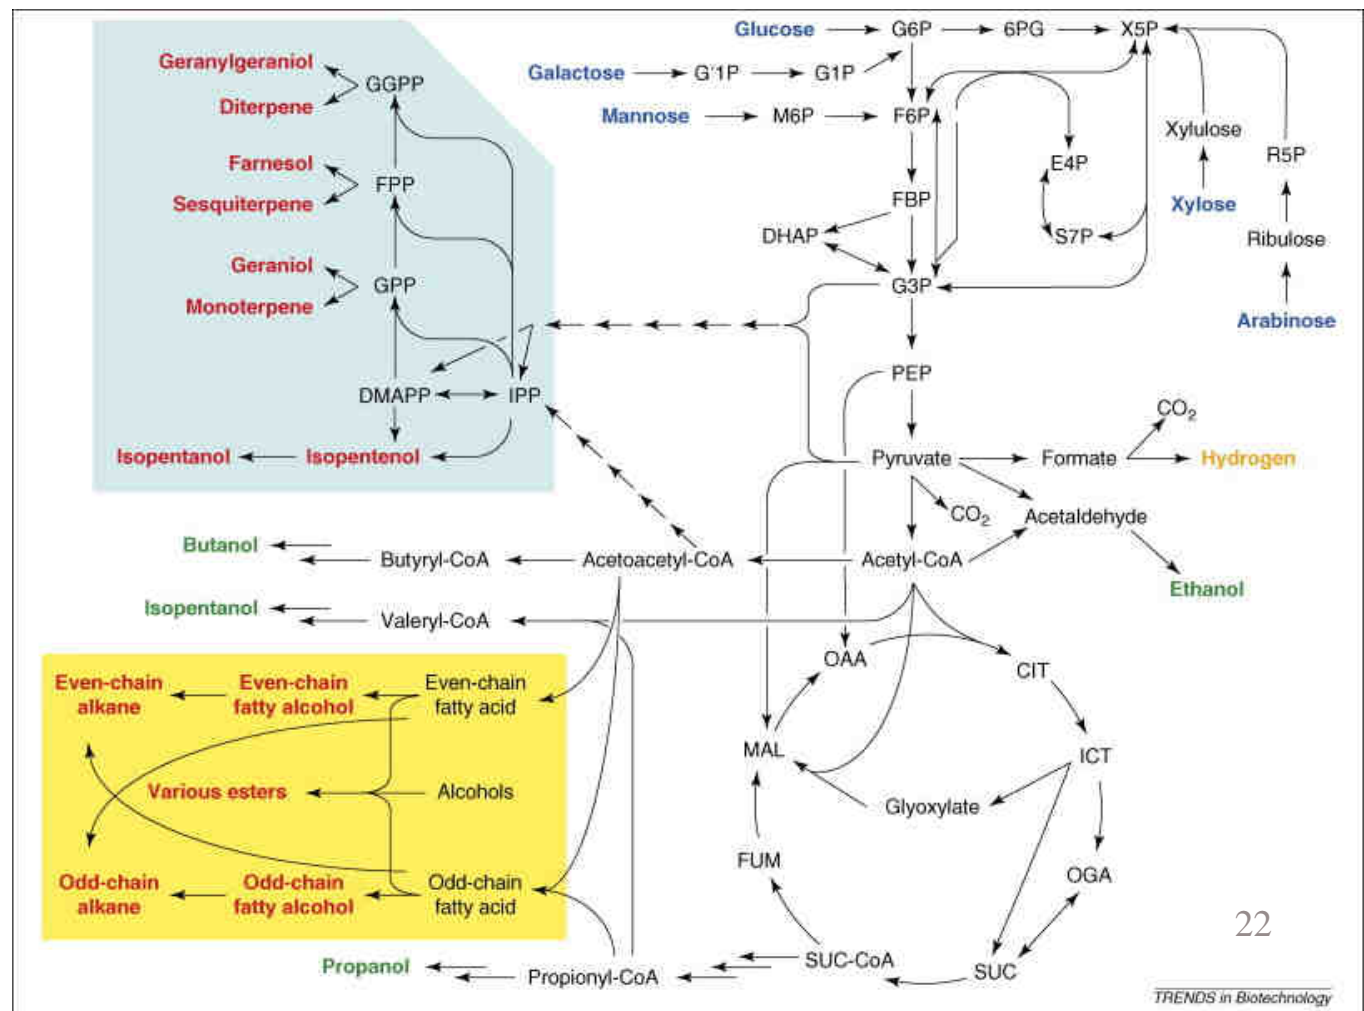 Glucose
G6P
6PG
X5P
Galactose
G'1P
G1P
Mannose
M6P
F6P
Xylulose
R5P
E4P
FBP
Xylose
DHAP
S7P
Ribulose
G3P
Arabinose
Geranylgeraniol
GGPP
Diterpene
Farnesol
FPP
Sesquiterpene
Geraniol
GPP
Monoterpene
DMAPP
IPP
Isopentanol
Isopentenol
PEP
CO2
Pyruvate
Formate
Hydrogen
CO2
Acetaldehyde
Butanol
Butyryl-CoA
Acetoacetyl-CoA
Acetyl-CoA
Ethanol
Isopentanol
Valeryl-CoA
OAA
CIT
Even-chain
alkane
Even-chain
fatty alcohol
Even-chain
fatty acid
MAL
ICT
Various esters
Alcohols
Glyoxylate
FUM
OGA
Odd-chain
alkane
Odd-chain
fatty alcohol
Odd-chain
fatty acid
22
Propanol
Propionyl-CoA
SUC-CoA
SUC
TRENDS in Biotechnology